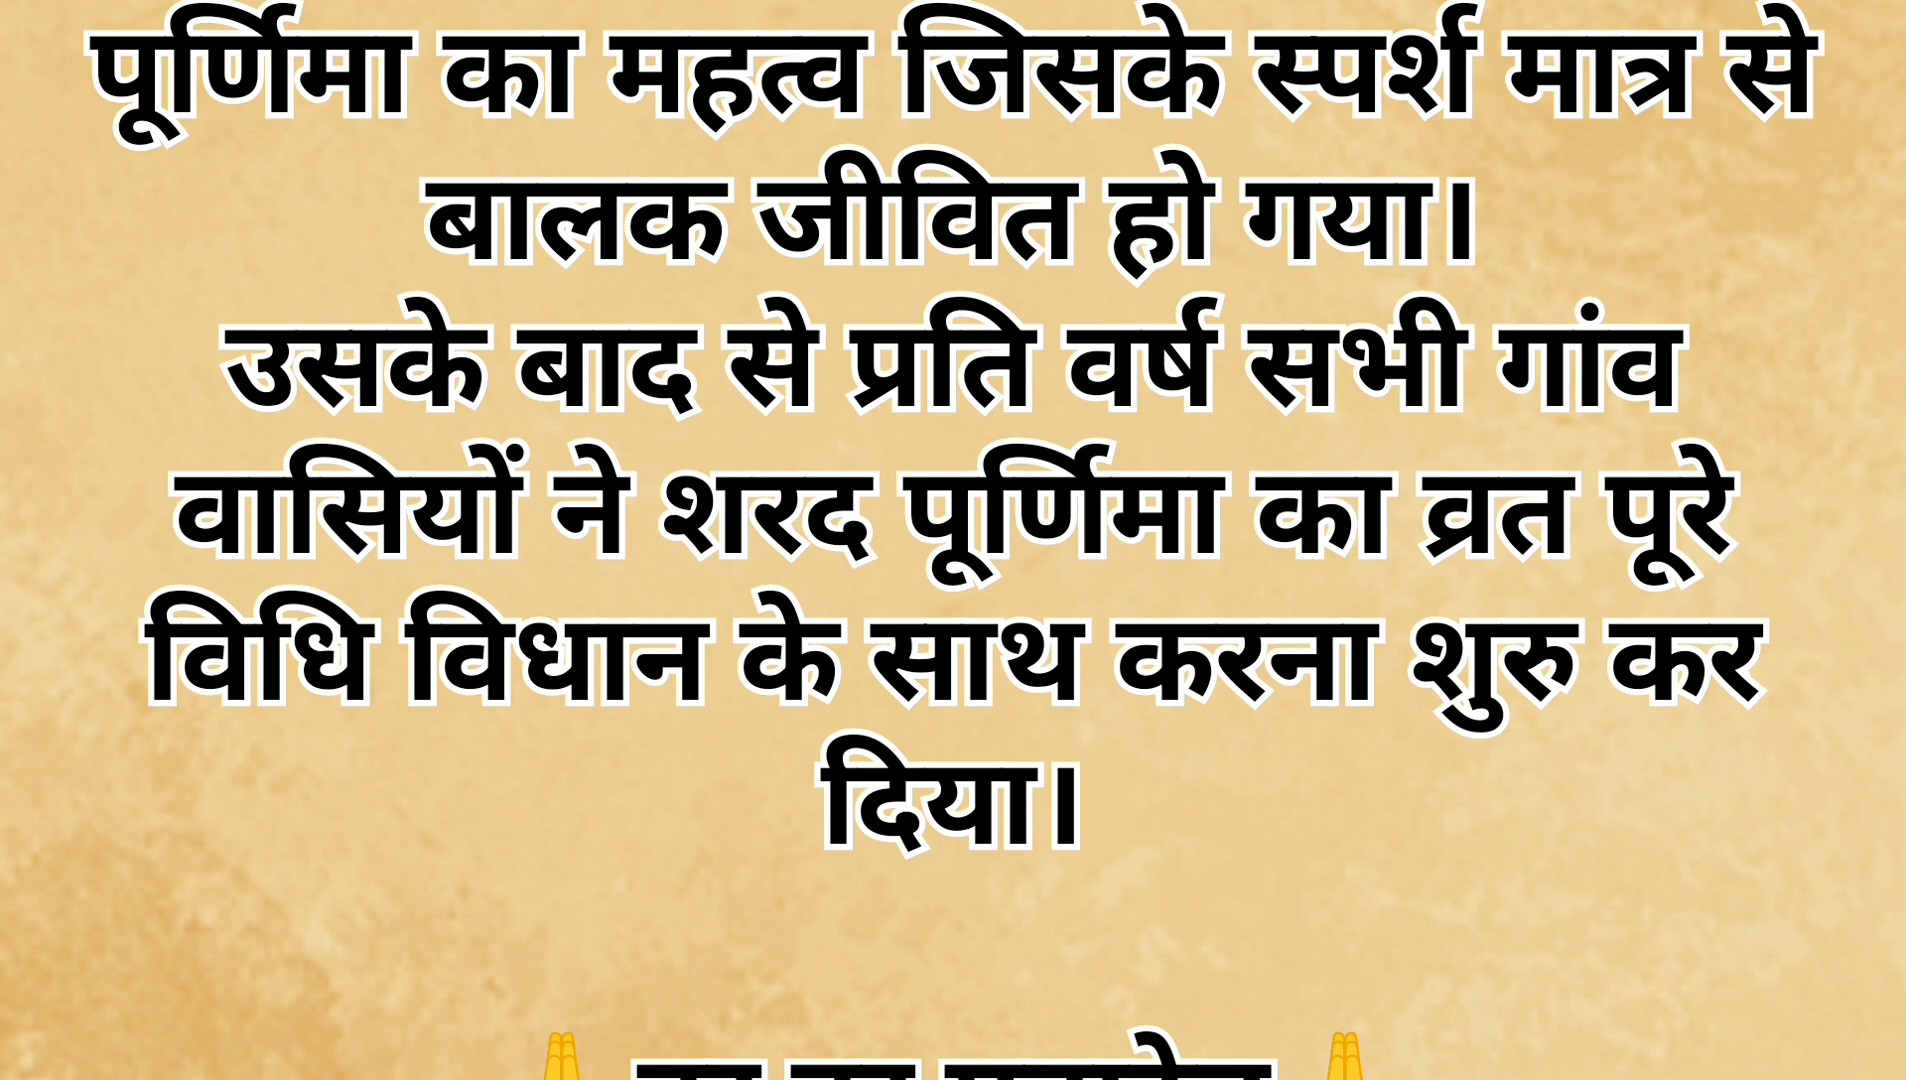 पूर्णिमा का महत्व जिसके स्पर्श मात्र से
बालक जीवित हो गया।
उसके बाद से प्रति वर्ष सभी गांव
वासियों ने शरद पूर्णिमा का व्रत पूरे
विधि विधान के साथ करना शुरु कर
दिया।